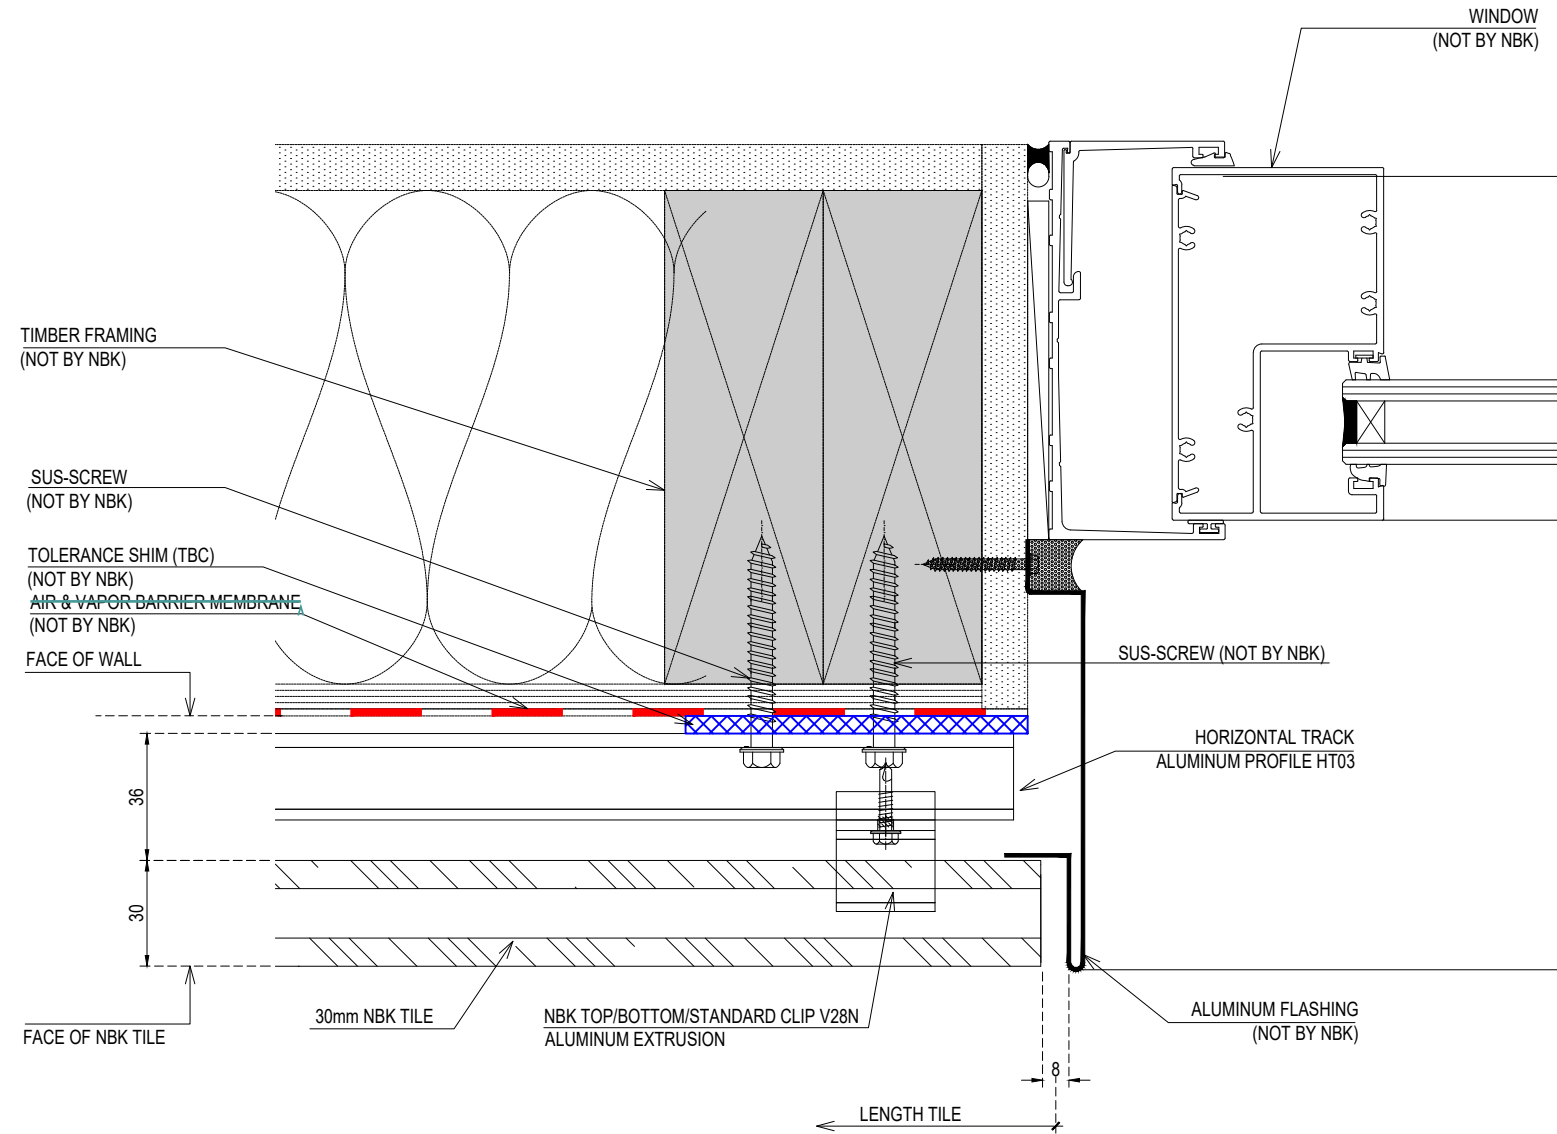 WINDOW
(NOT BY NBK)
TIMBER FRAMING
(NOT BY NBK)
SUS-SCREW
(NOT BY NBK)
TOLERANCE SHIM (TBC)
(NOT BY NBK)
AIR & VAPOR BARRIER MEMBRANE
(NOT BY NBK)
FACE OF WALL
SUS-SCREW (NOT BY NBK)
HORIZONTAL TRACK
ALUMINUM PROFILE HT03
36
30
30mm NBK TILE
NBK TOP/BOTTOM/STANDARD CLIP V28N
ALUMINUM EXTRUSION
ALUMINUM FLASHING
(NOT BY NBK)
FACE OF NBK TILE
8
LENGTH TILE